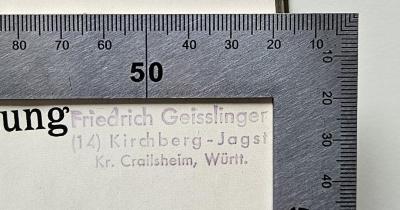 80 70 60 50 40 30 20 10
50
10
20
30
40
ung
Friedrich Geisslinger
(14) Kirchberg - Jagst
Kr. Crailsheim, Württ.